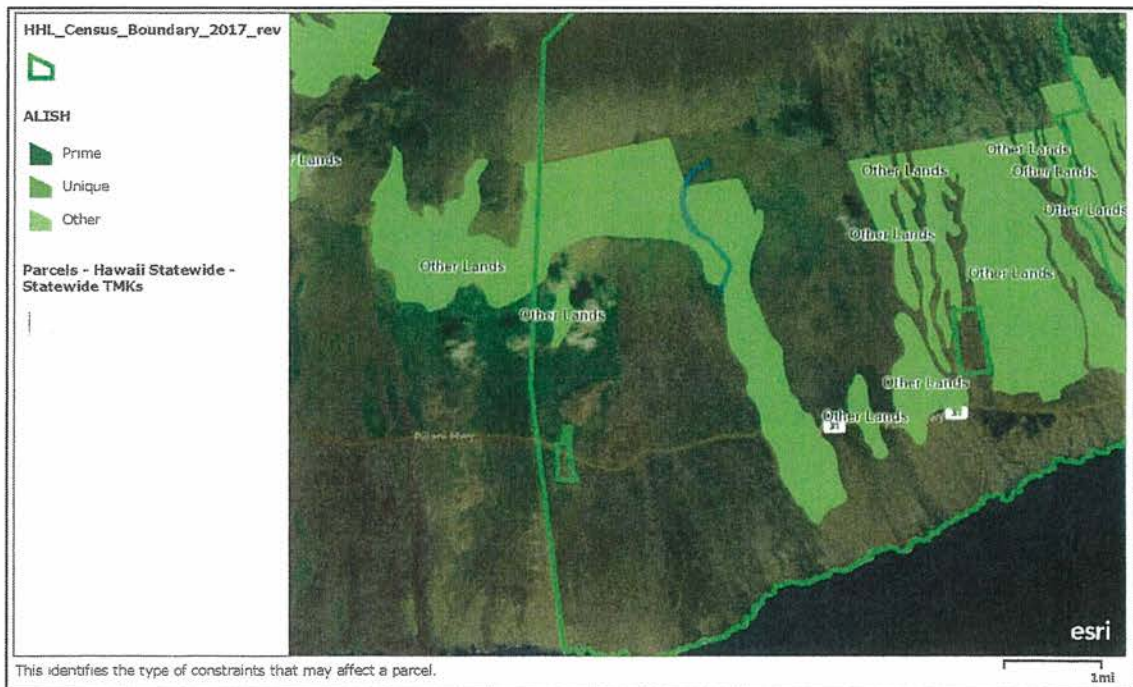 HHL_Census_Boundary_2017_rev
ALISH
Prime
Unique
Other
Parcels - Hawaii Statewide -
Statewide TMKs
r Lands
Other Lands
Other Lands
Other Lands
Other Lands
Other Lands
Other Lands
Other Lands
Other Lands
Other Lands
Other Lands
Piilani Hwy
31
31
esri
This identifies the type of constraints that may affect a parcel.
1mi